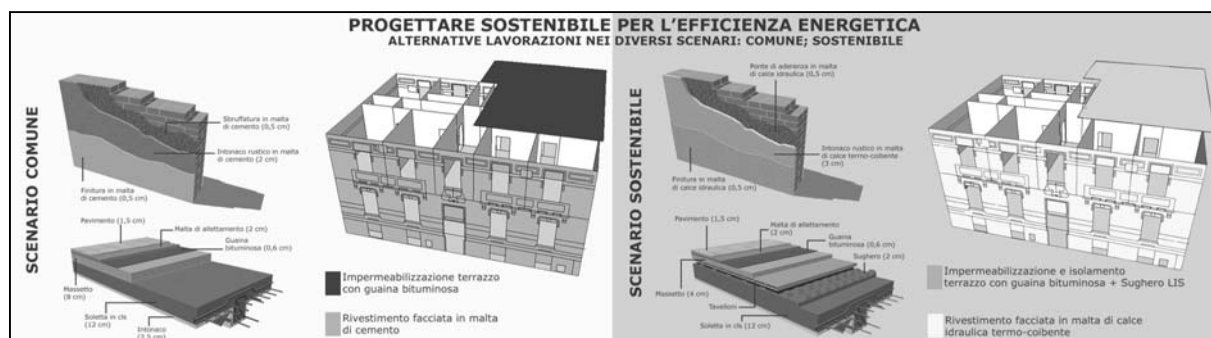 PROGETTARE SOSTENIBILE PER L'EFFICIENZA ENERGETICA
ALTERNATIVE LAVORAZIONI NEI DIVERSI SCENARI: COMUNE; SOSTENIBILE
SCENARIO COMUNE
Struffatura in malta
di cemento (0,5 cm)
Intonaco rustico in malta
di cemento (2 cm)
Finitura in malta
di cemento (0,5 cm)
Pavimento (1,5 cm)
Malta di allettamento (2 cm)
Guaina
bituminosa (0,6 cm)
Massetto
(8 cm)
Soletta in cls
(12 cm)
Intonaco
(2,5 cm)
Impermeabilizzazione terrazzo
con guaina bituminosa
Rivestimento facciata in malta
di cemento
SCENARIO SOSTENIBILE
Ponte di aderenza in malta
di calce idraulica (0,5 cm)
Intonaco rustico in malta
di calce termo-coibente
(3 cm)
Finitura in malta
di calce idraulica (0,5 cm)
Pavimento (1,5 cm)
Malta di allettamento
(2 cm)
Guaina
bituminosa (0,6 cm)
Sughero (2 cm)
Massetto (4 cm)
Tavelloni
Soletta in cls (12 cm)
Impermeabilizzazione e isolamento
terrazzo con guaina bituminosa + Sughero LIS
Rivestimento facciata in malta di calce
idraulica termo-coibente